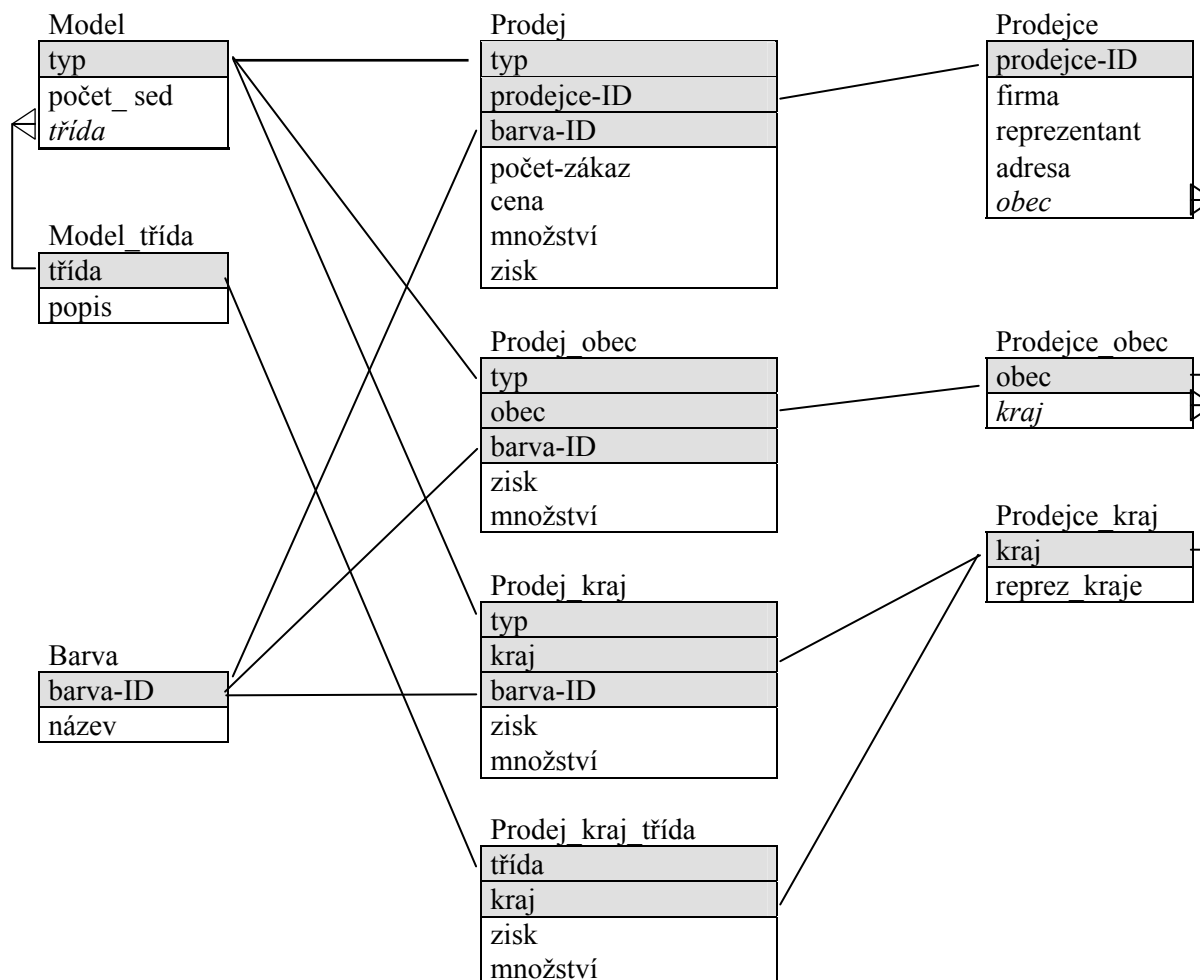 Model
typ
počet_ sed
třída
Model_třída
třída
popis
Barva
barva-ID
název
Prodej
typ
prodejce-ID
barva-ID
počet-zákaz
cena
množství
zisk
Prodej_obec
typ
obec
barva-ID
zisk
množství
Prodej_kraj
typ
kraj
barva-ID
zisk
množství
Prodej_kraj_třída
třída
kraj
zisk
množství
Prodejce
prodejce-ID
firma
reprezentant
adresa
obec
Prodejce_obec
obec
kraj
Prodejce_kraj
kraj
reprez_kraje